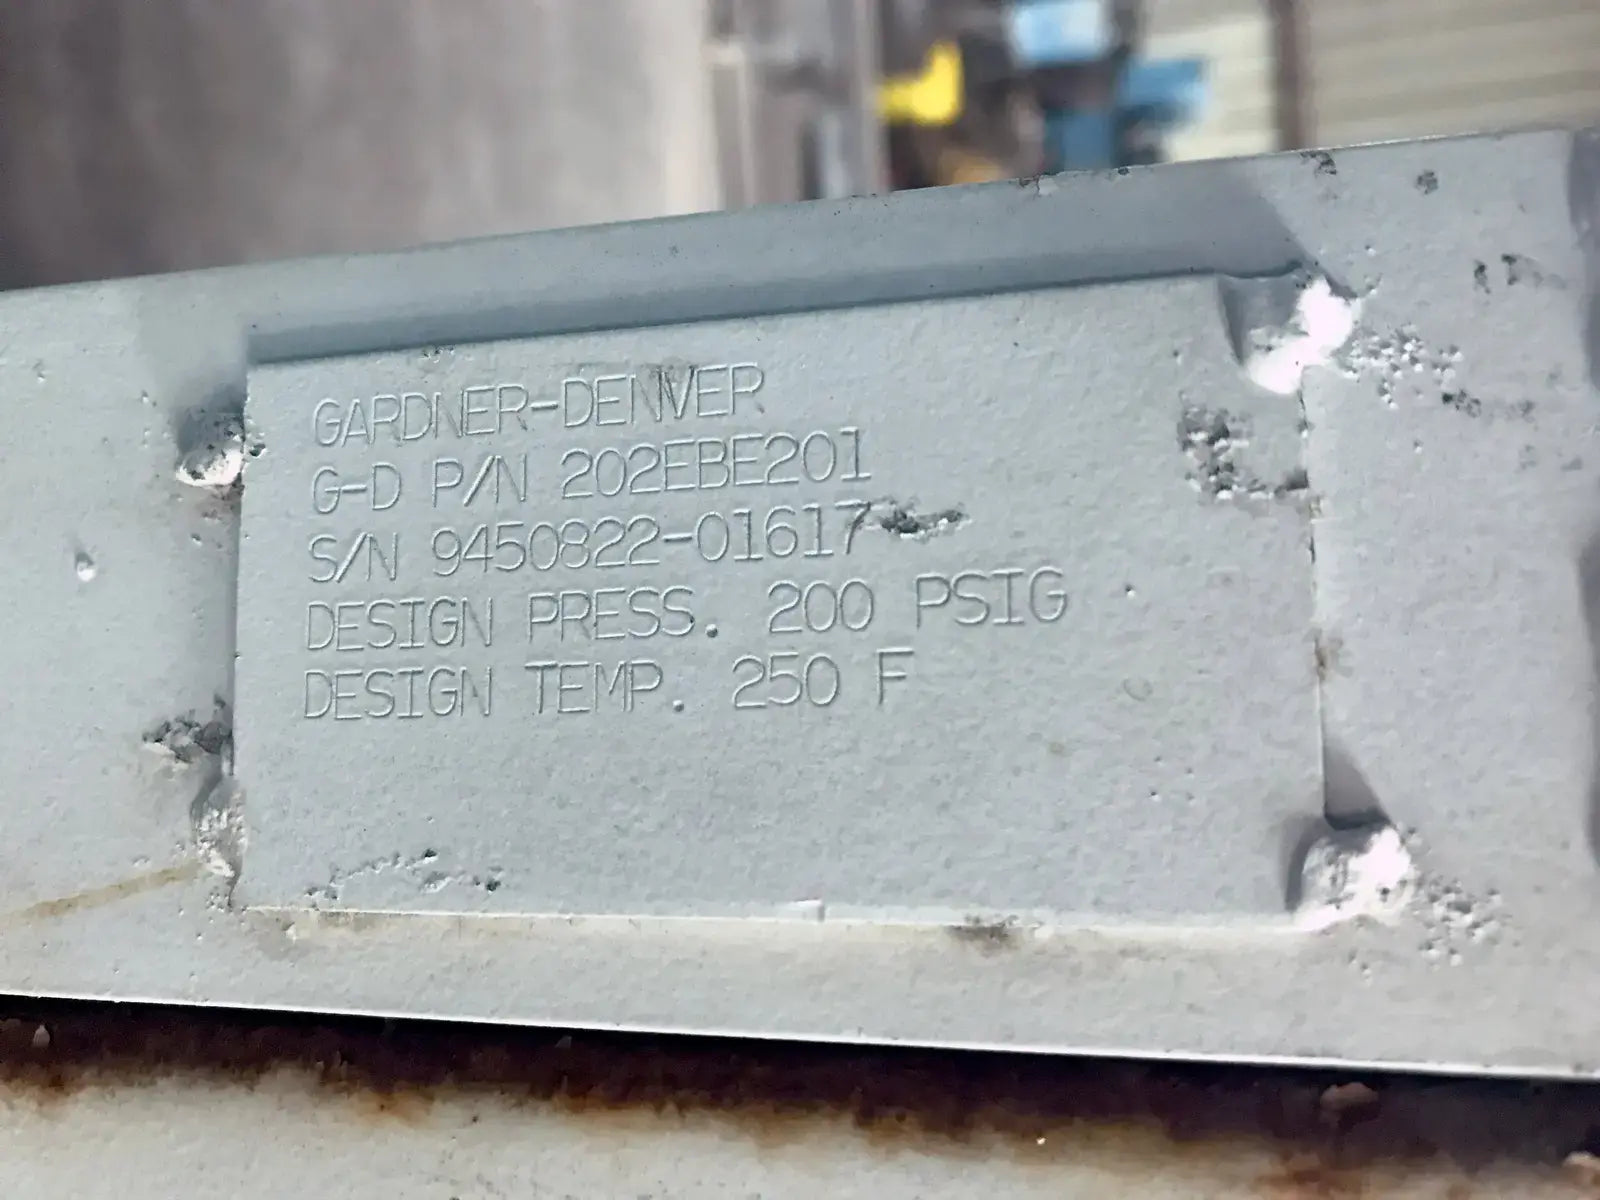 GARDNER-DENVER
G-D P/N 202EBE201
S/N 9450822-01617
DESIGN PRESS. 200 PSIG
DESIGN TEMP. 250 F